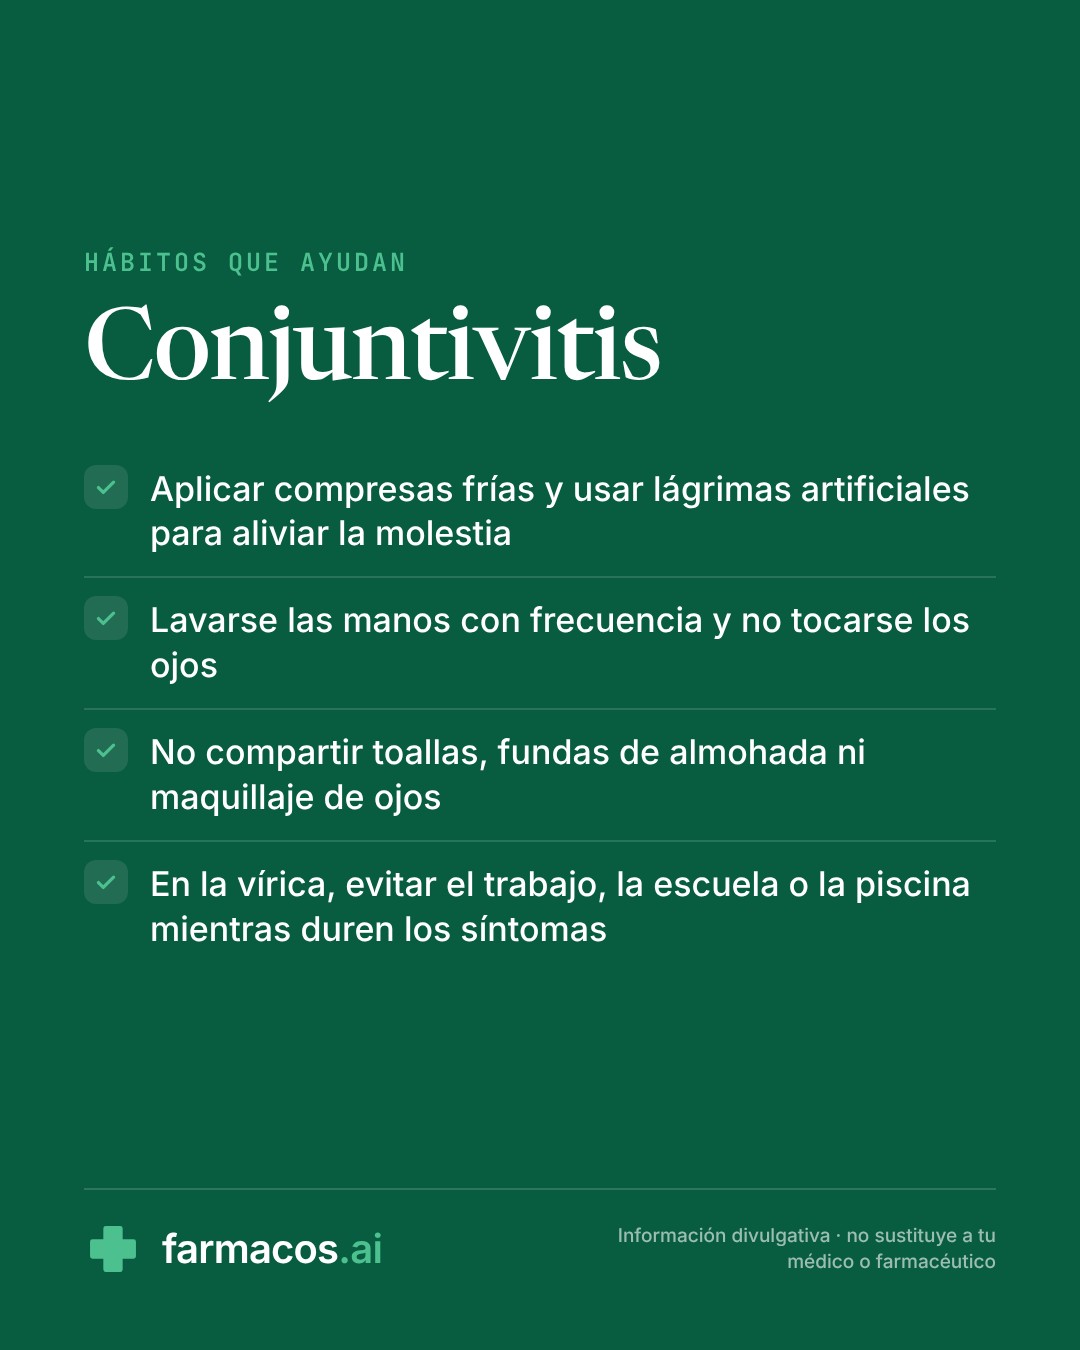 HÁBITOS QUE AYUDAN
Conjuntivitis
Aplicar compresas frías y usar lágrimas artificiales
para aliviar la molestia
Lavarse las manos con frecuencia y no tocarse los
ojos
No compartir toallas, fundas de almohada ni
maquillaje de ojos
En la vírica, evitar el trabajo, la escuela o la piscina
mientras duren los síntomas
farmacos.ai
Información divulgativa · no sustituye a tu
médico o farmacéutico